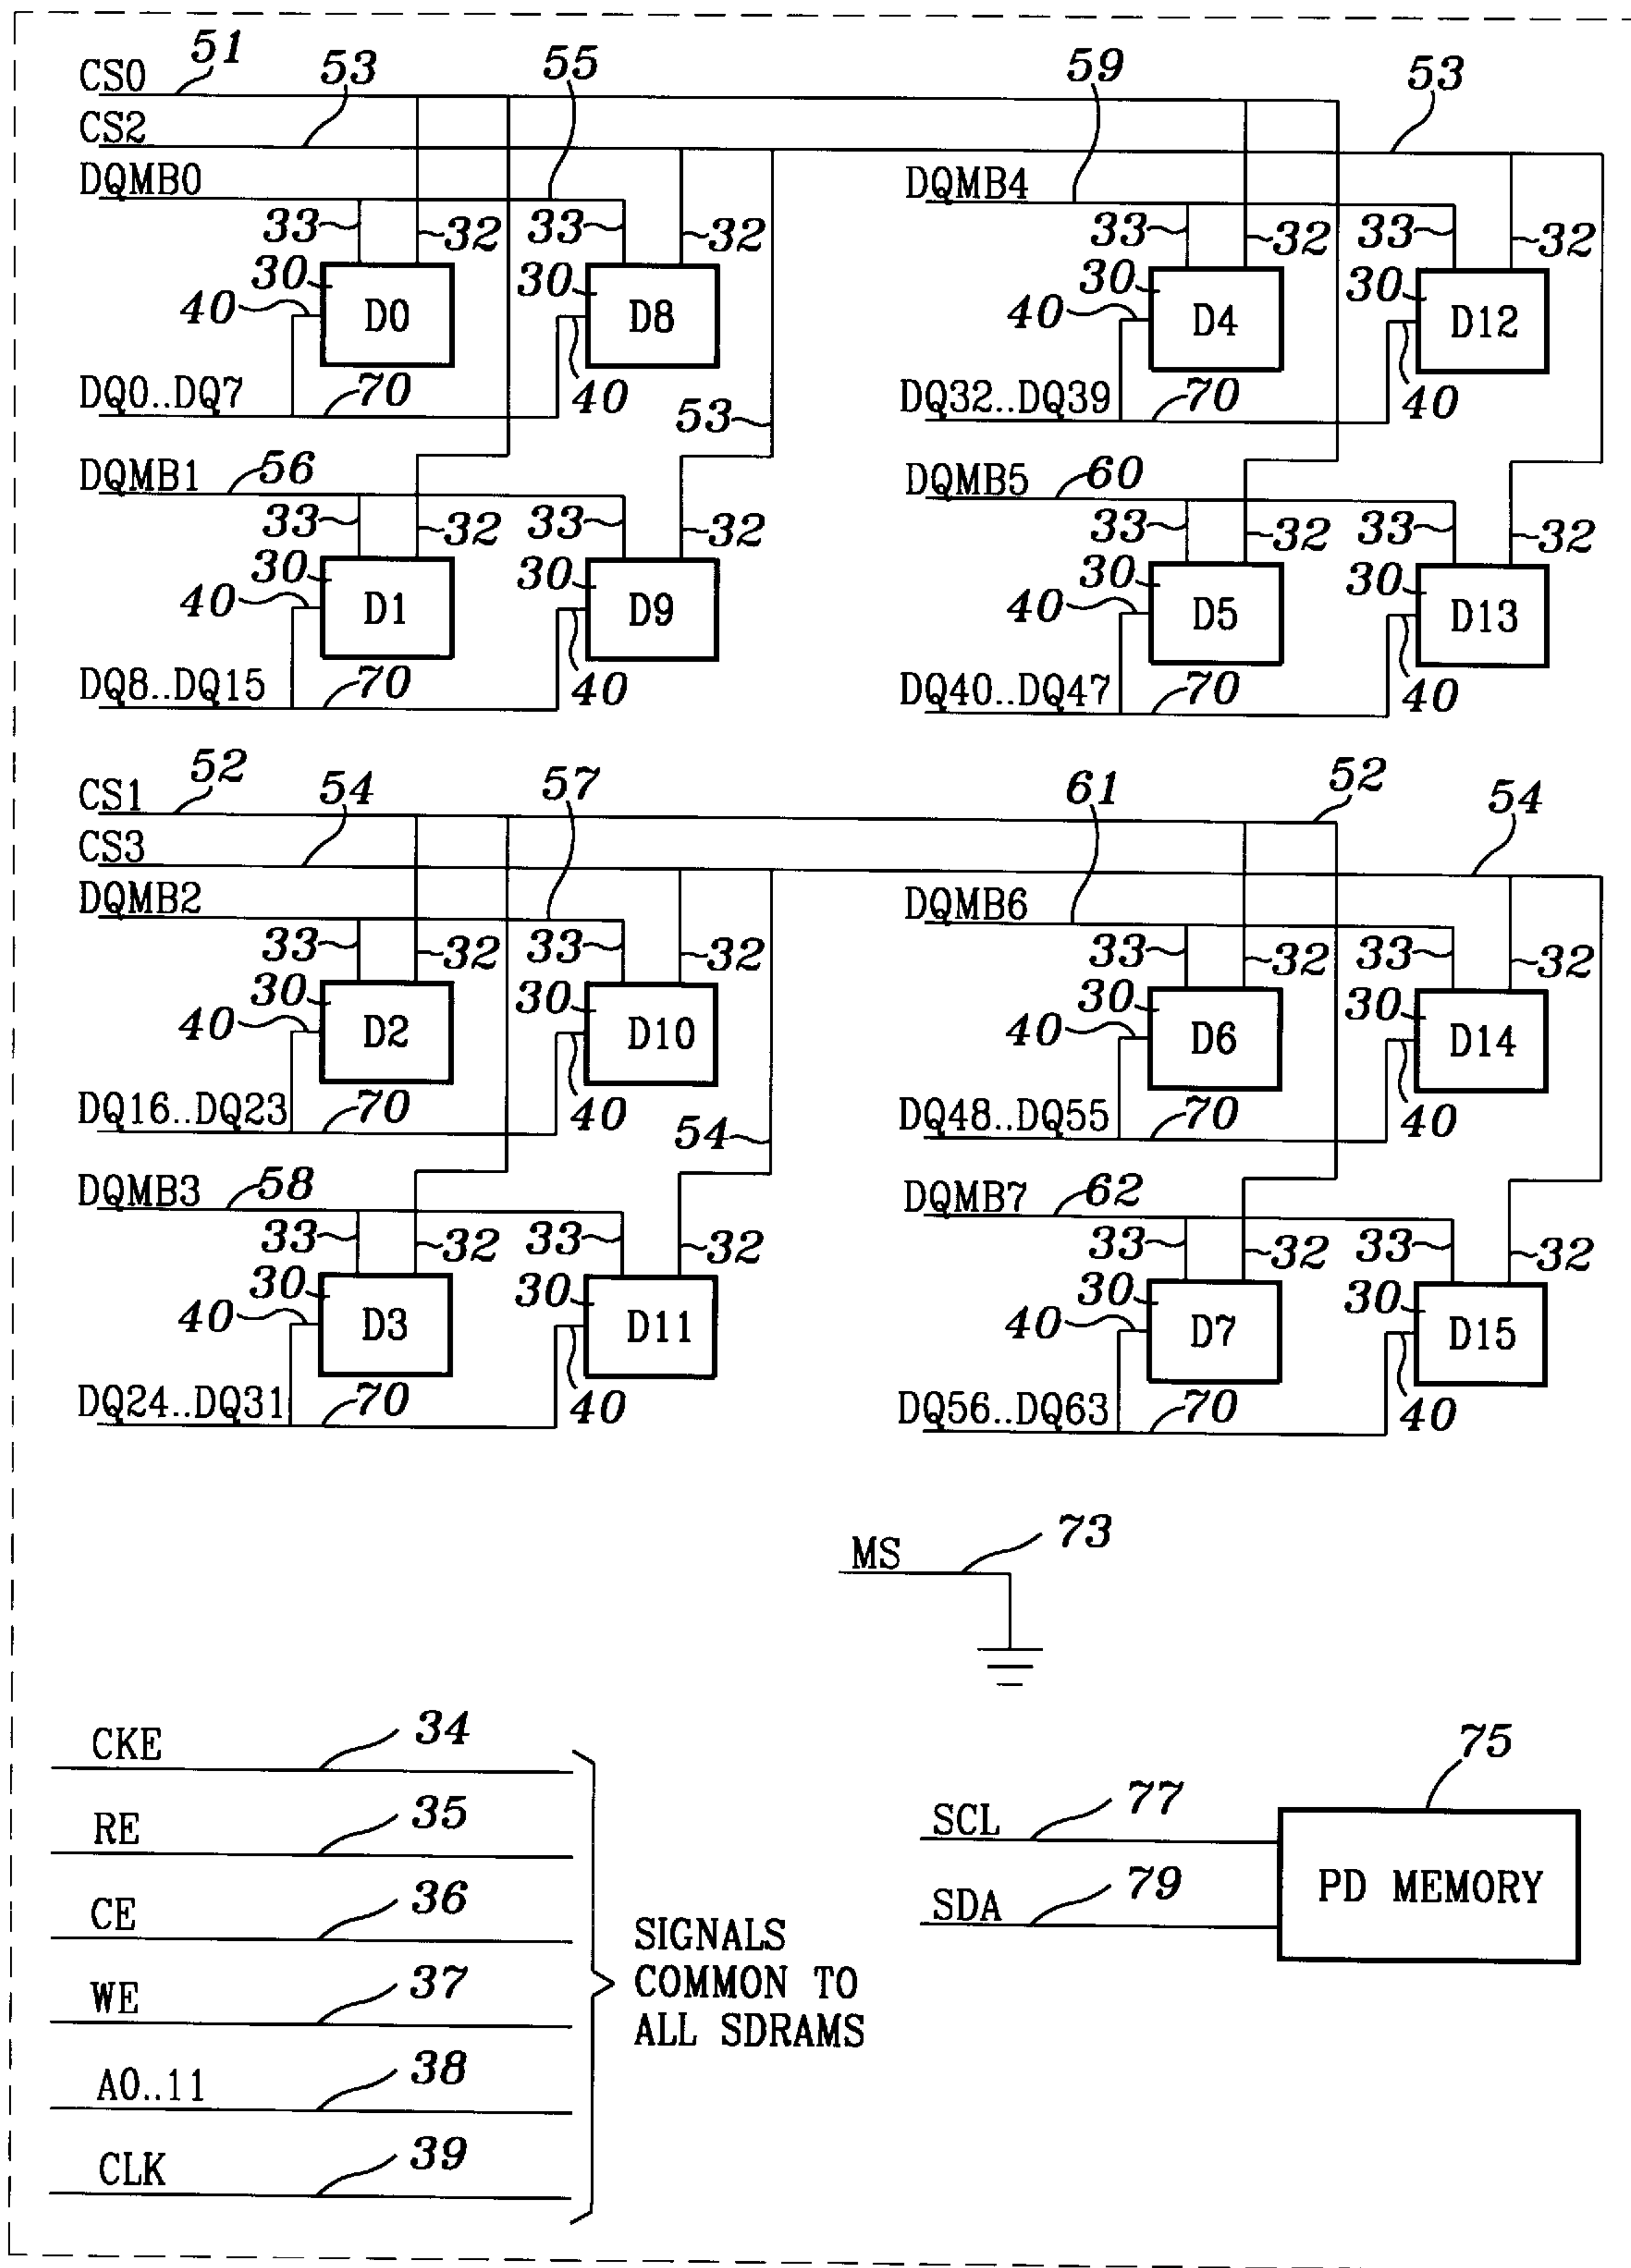 CS0 51 53 55 59 53
CS2
DQMB0 DQMB4
33 32 33 32 33 32 33 32
30 30 30 30
40 D0 D8 40 D4 D12
DQ0..DQ7 70 40 DQ32..DQ39 70 40
53
DQMB1 56 DQMB5 60
33 32 33 32 33 32 33 32
30 30 30 30
40 D1 D9 40 D5 D13
DQ8..DQ15 70 40 DQ40..DQ47 70 40
CS1 52 54 57 61 52 54
CS3
DQMB2 DQMB6
33 32 33 32 33 32 33 32
30 30 30 30
40 D2 D10 40 D6 D14
DQ16..DQ23 70 40 DQ48..DQ55 70 40
54
DQMB3 58 DQMB7 62
33 32 33 32 33 32 33 32
30 30 30 30
40 D3 D11 40 D7 D15
DQ24..DQ31 70 40 DQ56..DQ63 70 40
MS 73
CKE 34
RE 35
CE 36
WE 37
A0..11 38
CLK 39
SIGNALS
COMMON TO
ALL SDRAMS
75
SCL 77
SDA 79
PD MEMORY